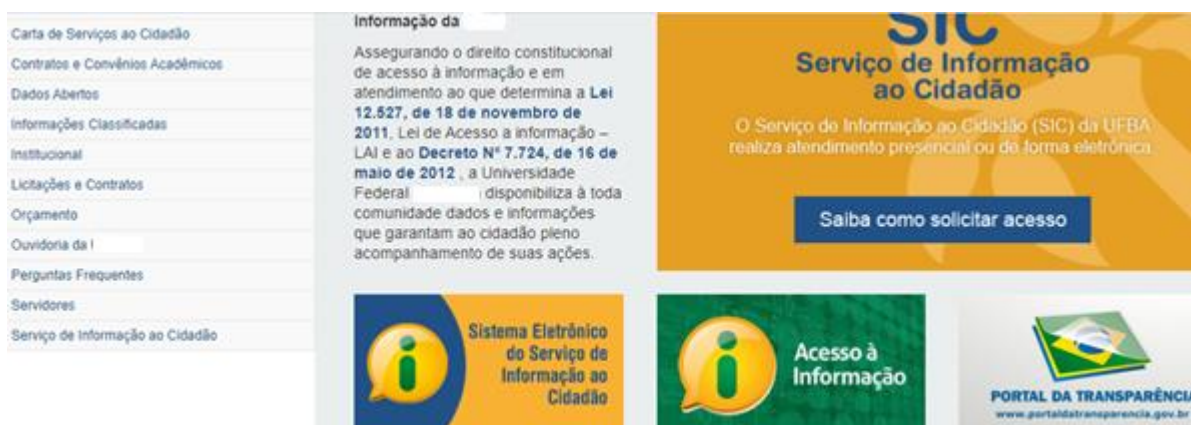 Carta de Serviços ao Cidadão
Contratos e Convênios Acadêmicos
Dados Abertos
Informações Classificadas
Institucional
Licitações e Contratos
Orçamento
Ouvidoria da
Perguntas Frequentes
Servidores
Serviço de Informação ao Cidadão
Informação da
Assegurando o direito constitucional
de acesso à informação e em
atendimento ao que determina a Lei
12.527, de 18 de novembro de
2011, Lei de Acesso a informação –
LAI e ao Decreto Nº 7.724, de 16 de
maio de 2012 , a Universidade
Federal disponibiliza à toda
comunidade dados e informações
que garantam ao cidadão pleno
acompanhamento de suas ações.
SIC
Serviço de Informação
ao Cidadão
O Serviço de Informação ao Cidadão (SIC) da UFBA
realiza atendimento presencial ou de forma eletrônica.
Saiba como solicitar acesso
Sistema Eletrônico
do Serviço de
Informação ao
Cidadão
Acesso à
Informação
PORTAL DA TRANSPARÊNCIA
www.portaldatransparencia.gov.br